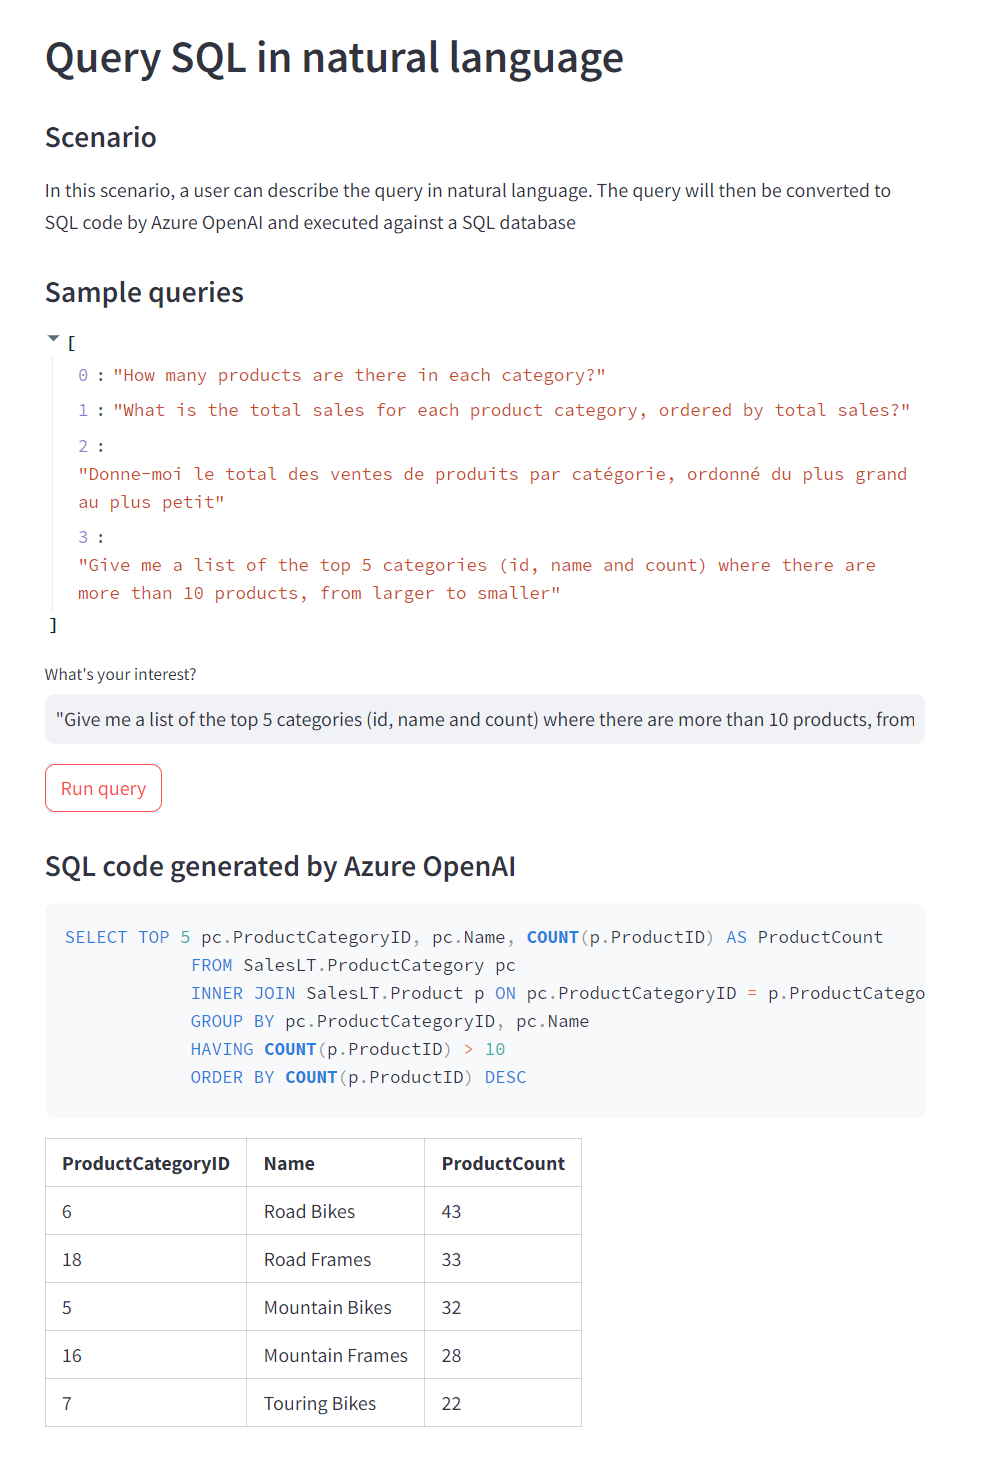 Query SQL in natural language
Scenario
In this scenario, a user can describe the query in natural language. The query will then be converted to
SQL code by Azure OpenAI and executed against a SQL database
Sample queries
[
0 : "How many products are there in each category?"
1 : "What is the total sales for each product category, ordered by total sales?"
2 :
"Donne-moi le total des ventes de produits par catégorie, ordonné du plus grand
au plus petit"
3 :
"Give me a list of the top 5 categories (id, name and count) where there are
more than 10 products, from larger to smaller"
]
What's your interest?
"Give me a list of the top 5 categories (id, name and count) where there are more than 10 products, from
Run query
SQL code generated by Azure OpenAI
SELECT TOP 5 pc.ProductCategoryID, pc.Name, COUNT(p.ProductID) AS ProductCount
FROM SalesLT.ProductCategory pc
INNER JOIN SalesLT.Product p ON pc.ProductCategoryID = p.ProductCatego
GROUP BY pc.ProductCategoryID, pc.Name
HAVING COUNT(p.ProductID) > 10
ORDER BY COUNT(p.ProductID) DESC
ProductCategoryID Name ProductCount
6 Road Bikes 43
18 Road Frames 33
5 Mountain Bikes 32
16 Mountain Frames 28
7 Touring Bikes 22